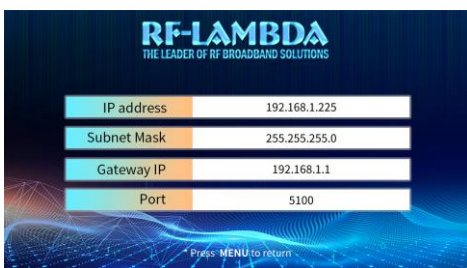 RF-LAMBDA
THE LEADER OF RF BROADBAND SOLUTIONS
IP address 192.168.1.225
Subnet Mask 255.255.255.0
Gateway IP 192.168.1.1
Port 5100
Press MENU to return